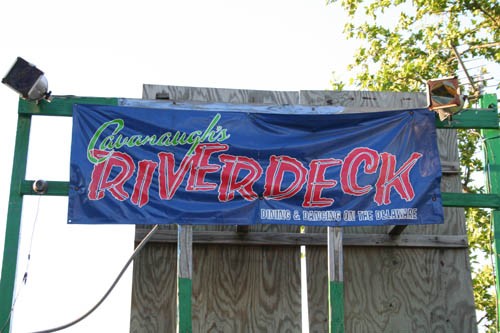 Cavanaugh's
RIVERDECK
DINING & DANCING ON THE DELAWARE